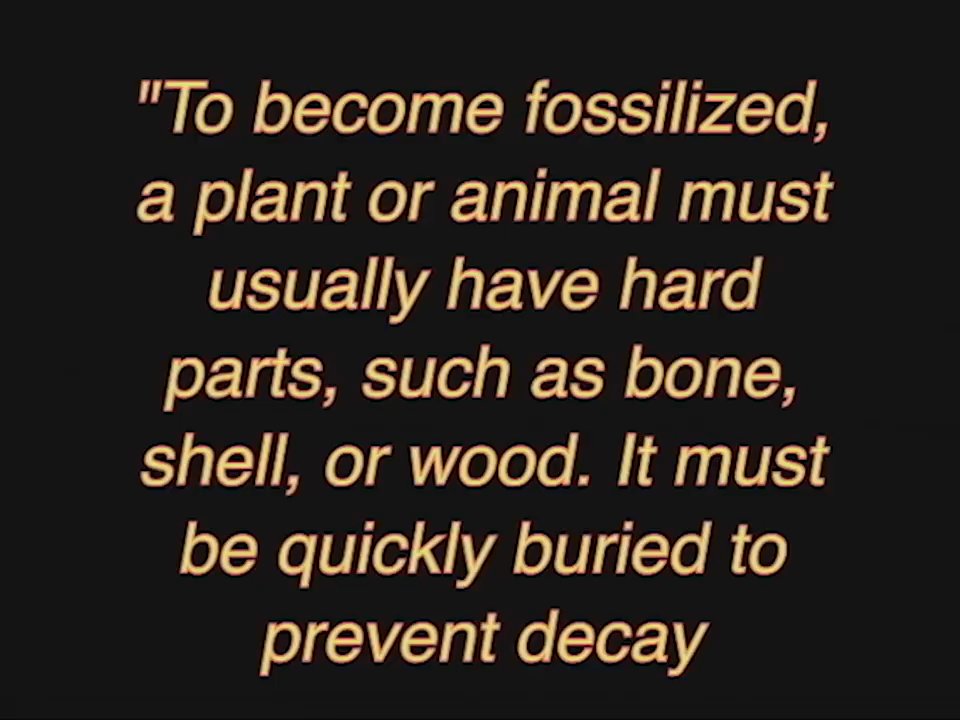 "To become fossilized,
a plant or animal must
usually have hard
parts, such as bone,
shell, or wood. It must
be quickly buried to
prevent decay